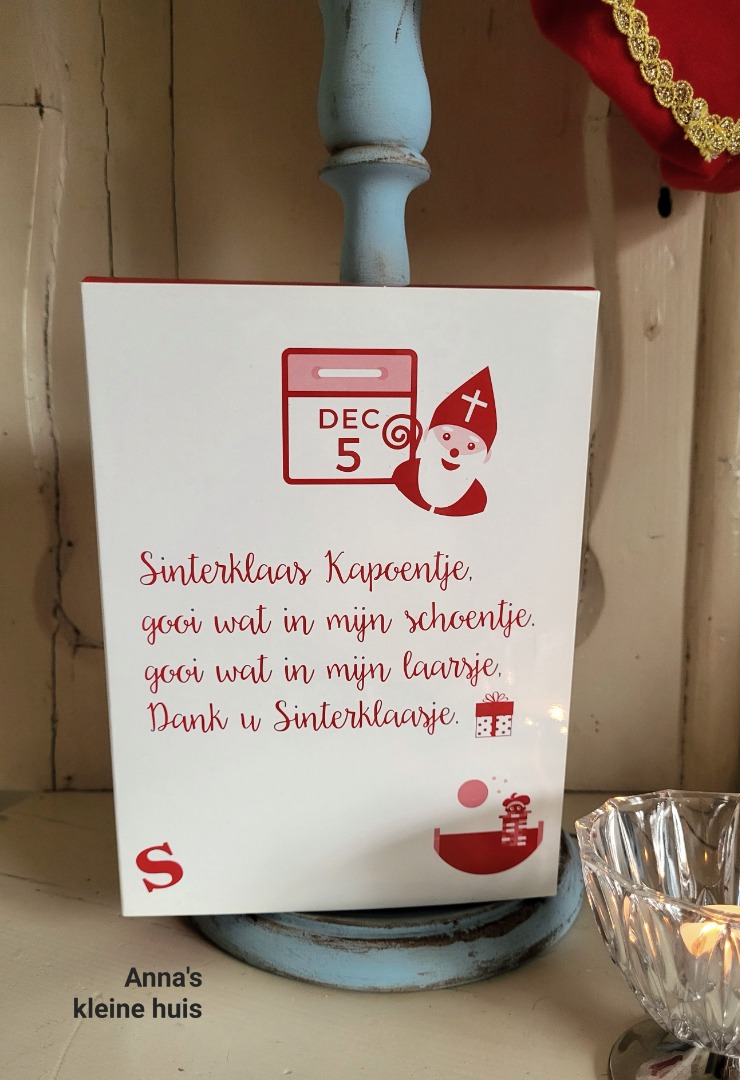 DEC
5
Sinterklaas Kapoentje,
gooi wat in mijn schoentje.
gooi wat in mijn laarsje,
Dank u Sinterklaasje.
S
Anna's
kleine huis